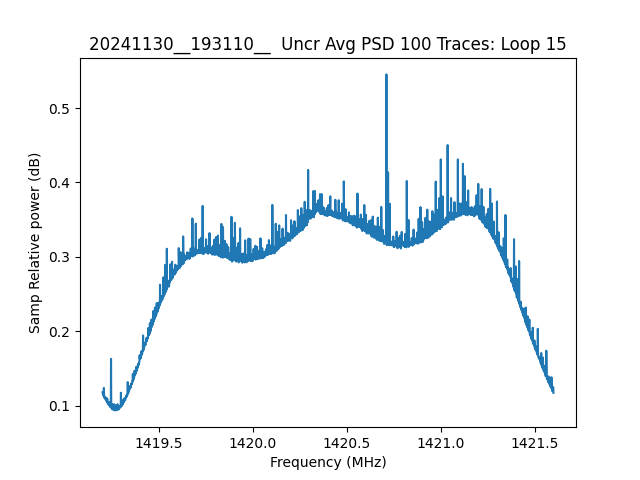 20241130__193110__  Uncr Avg PSD 100 Traces: Loop 15
Samp Relative power (dB)
0.5
0.4
0.3
0.2
0.1
1419.5 1420.0 1420.5 1421.0 1421.5
Frequency (MHz)